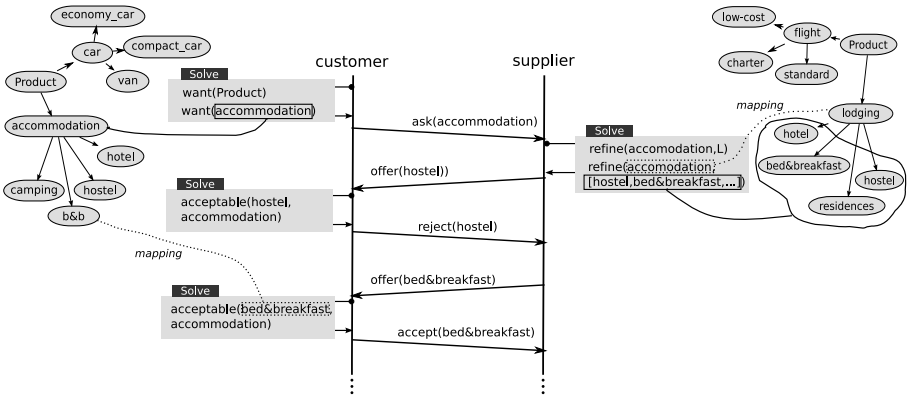 economy_car
car
compact_car
van
Product
accommodation
hotel
camping
hostel
b&b
mapping
customer
supplier
Solve
want(Product)
want(accommodation)
ask(accommodation)
Solve
refine(accomodation,L)
refine(accomodation,
[hostel,bed&breakfast,...])
offer(hostel))
Solve
acceptable(hostel,
accommodation)
reject(hostel)
offer(bed&breakfast)
Solve
acceptable(bed&breakfast,
accommodation)
accept(bed&breakfast)
low-cost
flight
Product
charter
standard
mapping
lodging
hotel
bed&breakfast
hostel
residences